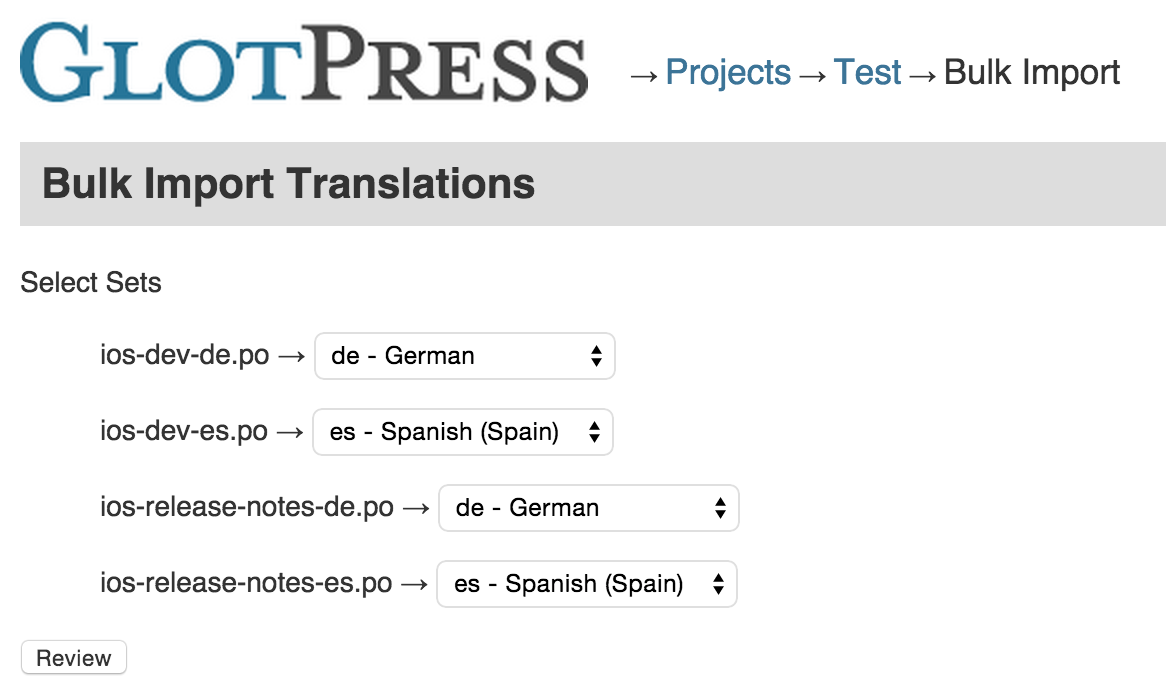 GLOTPRESS → Projects → Test → Bulk Import
Bulk Import Translations
Select Sets
ios-dev-de.po → de - German
ios-dev-es.po → es - Spanish (Spain)
ios-release-notes-de.po → de - German
ios-release-notes-es.po → es - Spanish (Spain)
Review